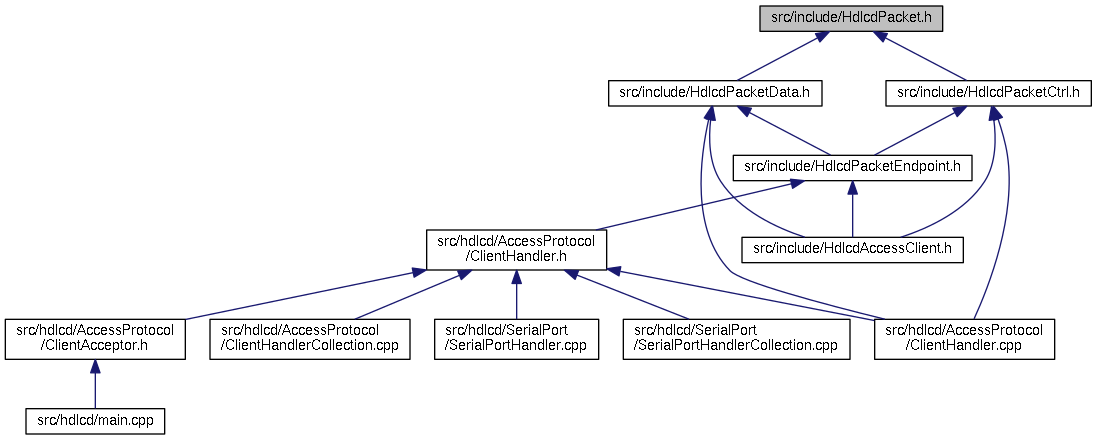 src/include/HdlcdPacket.h
src/include/HdlcdPacketData.h
src/include/HdlcdPacketCtrl.h
src/include/HdlcdPacketEndpoint.h
src/hdlcd/AccessProtocol
/ClientHandler.h
src/include/HdlcdAccessClient.h
src/hdlcd/AccessProtocol
/ClientAcceptor.h
src/hdlcd/AccessProtocol
/ClientHandlerCollection.cpp
src/hdlcd/SerialPort
/SerialPortHandler.cpp
src/hdlcd/SerialPort
/SerialPortHandlerCollection.cpp
src/hdlcd/AccessProtocol
/ClientHandler.cpp
src/hdlcd/main.cpp